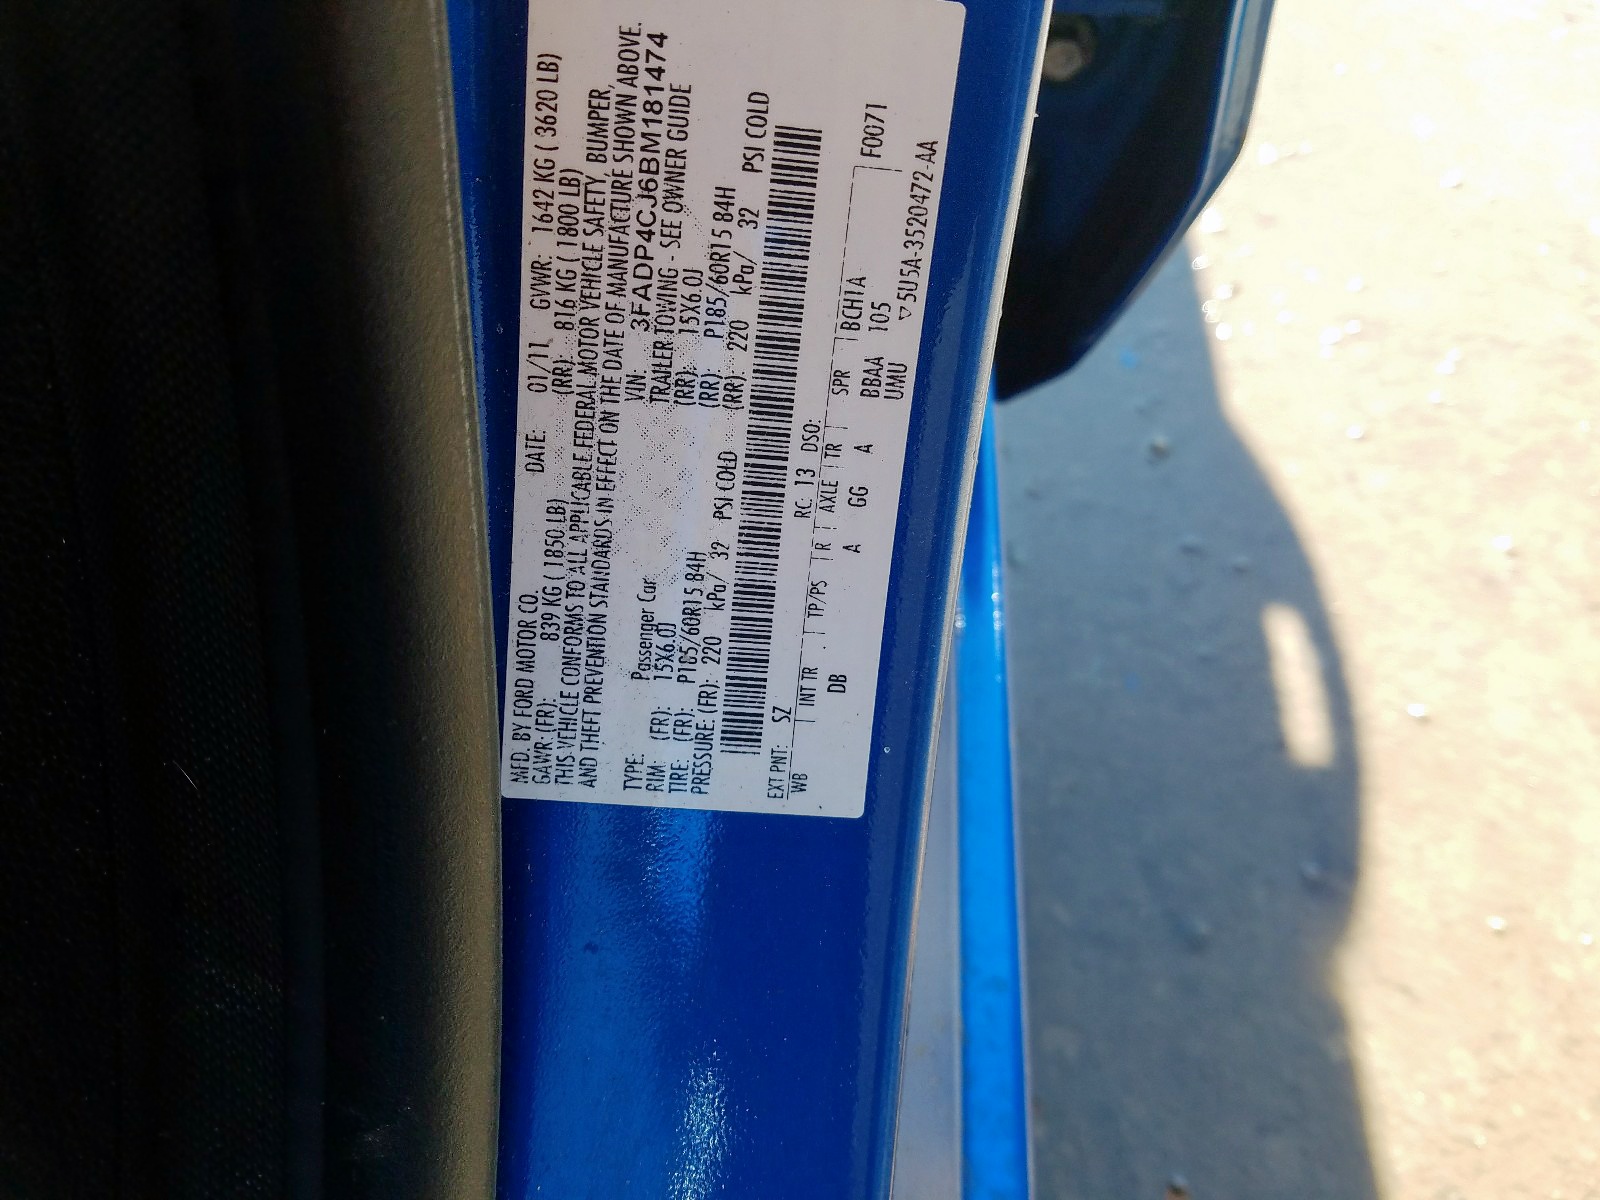 MFD. BY FORD MOTOR CO. DATE: 01/11 GVWR: 1642 KG ( 3620 LB)
GAWR: (FR): 839 KG ( 1850 LB) (RR): 816 KG ( 1800 LB)
THIS VEHICLE CONFORMS TO ALL APPLICABLE FEDERAL MOTOR VEHICLE SAFETY, BUMPER,
AND THEFT PREVENTION STANDARDS IN EFFECT ON THE DATE OF MANUFACTURE SHOWN ABOVE.
VIN: 3FADP4CJ6BM181474
TYPE: Passenger Car TRAILER TOWING - SEE OWNER GUIDE
RIM: (FR): 15X6.0J (RR): 15X6.0J
TIRE: (FR): P185/60R15 84H (RR): P185/60R15 84H
PRESSURE: (FR): 220 kPa/ 32 PSI COLD (RR): 220 kPa/ 32 PSI COLD
EXT PNT: SZ RC: 13 DSO: F0071
WB INT TR TP/PS R AXLE TR SPR BCHTA
DB A GG A BBAA 105
UMU ▽5U5A-3520472-AA